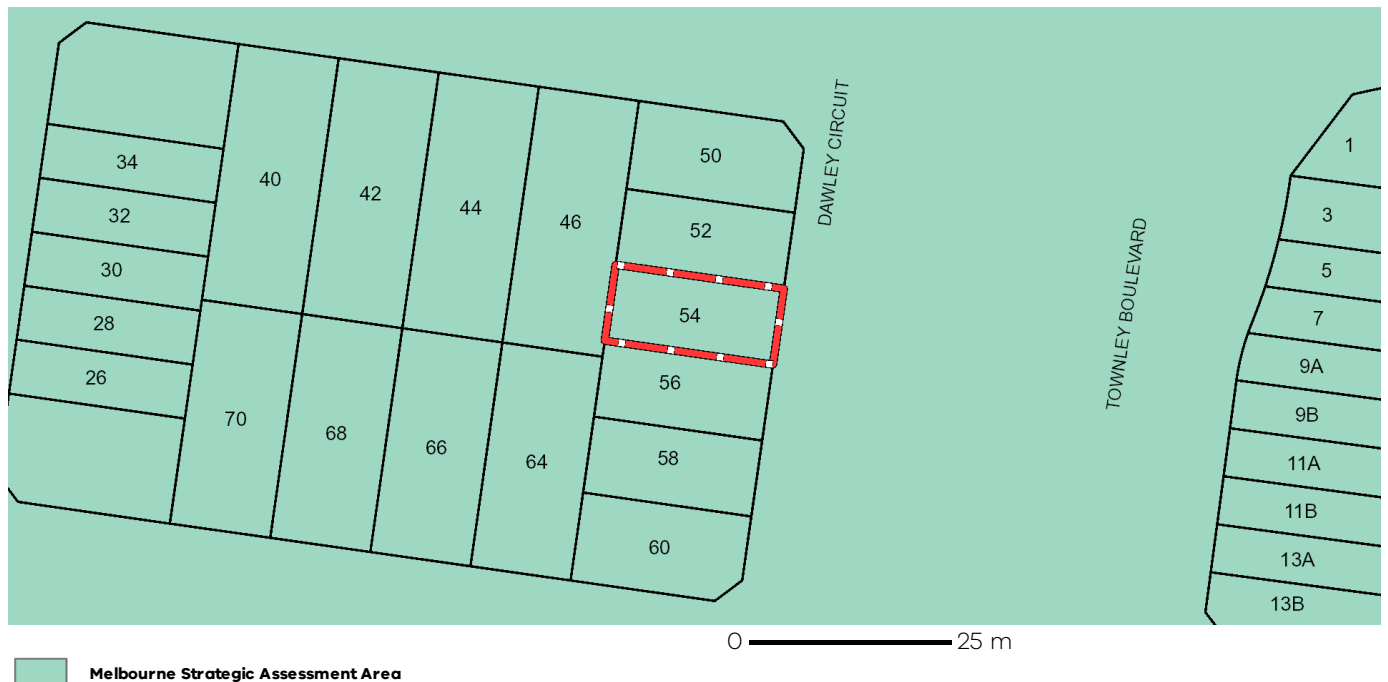 50
DAWLEY CIRCUIT
1
34
40
42
44
46
52
3
32
TOWNLEY BOULEVARD
30
5
54
7
28
9A
26
56
9B
70
68
66
64
58
11A
11B
60
13A
13B
0 25 m
Melbourne Strategic Assessment Area